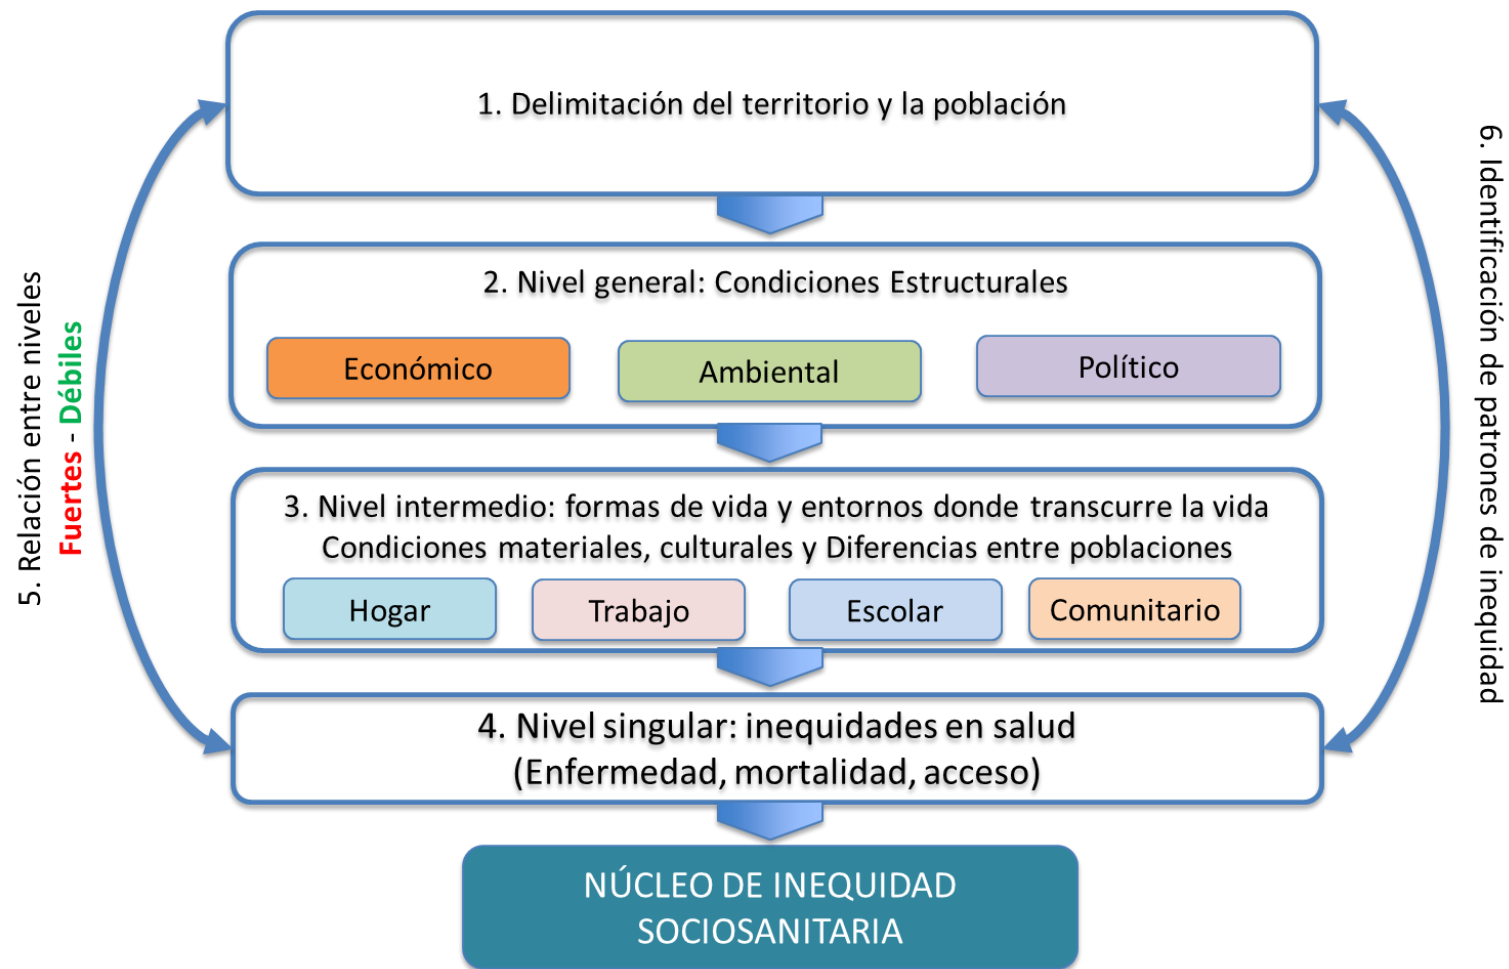 1. Delimitación del territorio y la población
2. Nivel general: Condiciones Estructurales
Económico
Ambiental
Político
3. Nivel intermedio: formas de vida y entornos donde transcurre la vida
Condiciones materiales, culturales y Diferencias entre poblaciones
Hogar
Trabajo
Escolar
Comunitario
4. Nivel singular: inequidades en salud
(Enfermedad, mortalidad, acceso)
NÚCLEO DE INEQUIDAD
SOCIOSANITARIA
5. Relación entre niveles
Fuertes - Débiles
6. Identificación de patrones de inequidad